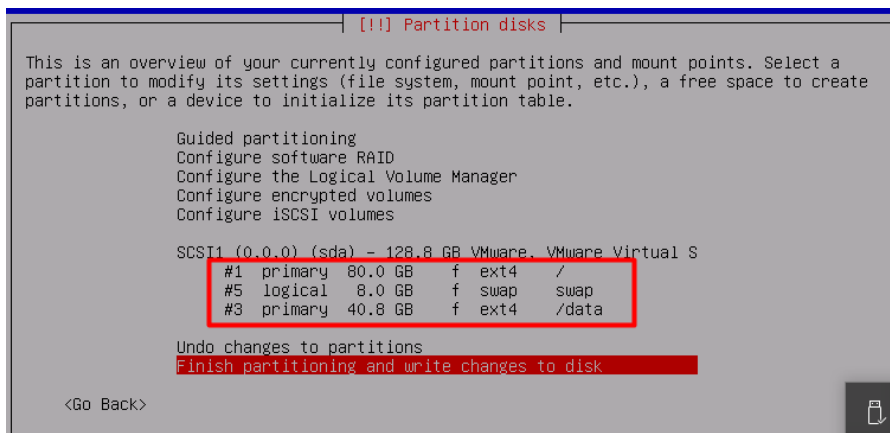 [!!] Partition disks
This is an overview of your currently configured partitions and mount points. Select a
partition to modify its settings (file system, mount point, etc.), a free space to create
partitions, or a device to initialize its partition table.
Guided partitioning
Configure software RAID
Configure the Logical Volume Manager
Configure encrypted volumes
Configure iSCSI volumes
SCSI1 (0.0.0) (sda) - 128.8 GB VMware, VMware Virtual S
#1 primary 80.0 GB f ext4 /
#5 logical 8.0 GB f swap swap
#3 primary 40.8 GB f ext4 /data
Undo changes to partitions
Finish partitioning and write changes to disk
<Go Back>